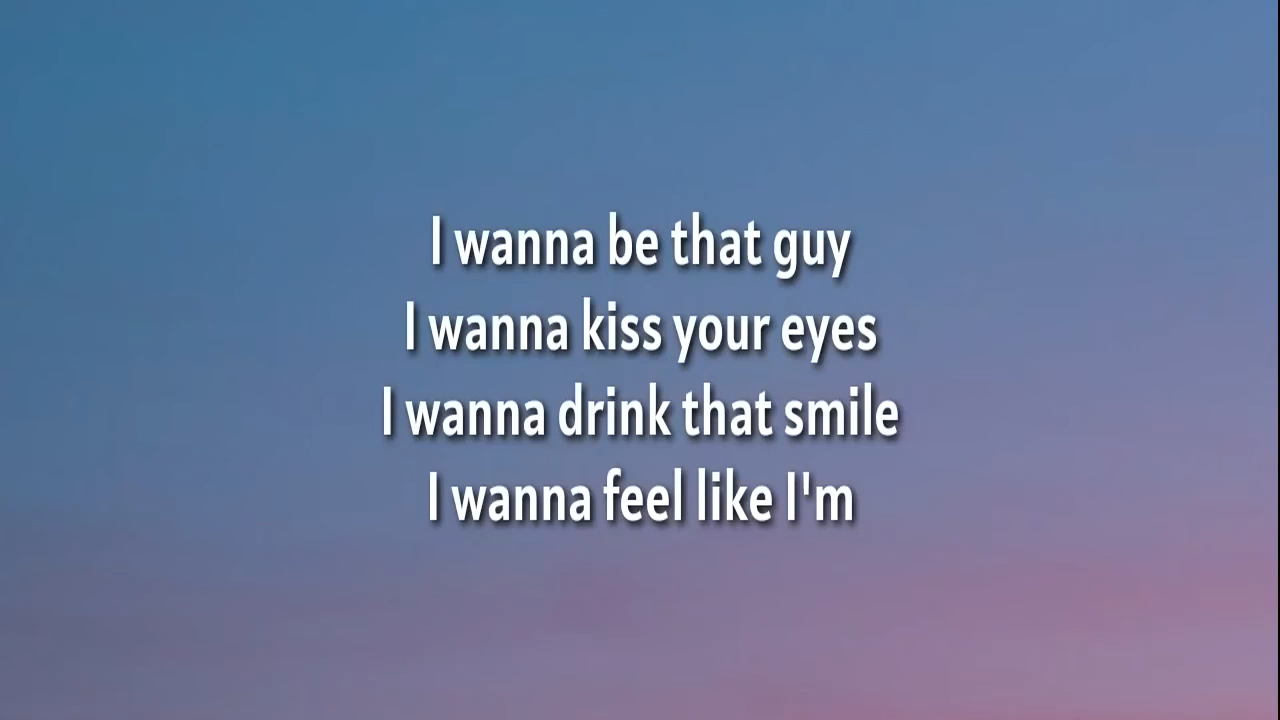 I wanna be that guy
I wanna kiss your eyes
I wanna drink that smile
I wanna feel like I'm